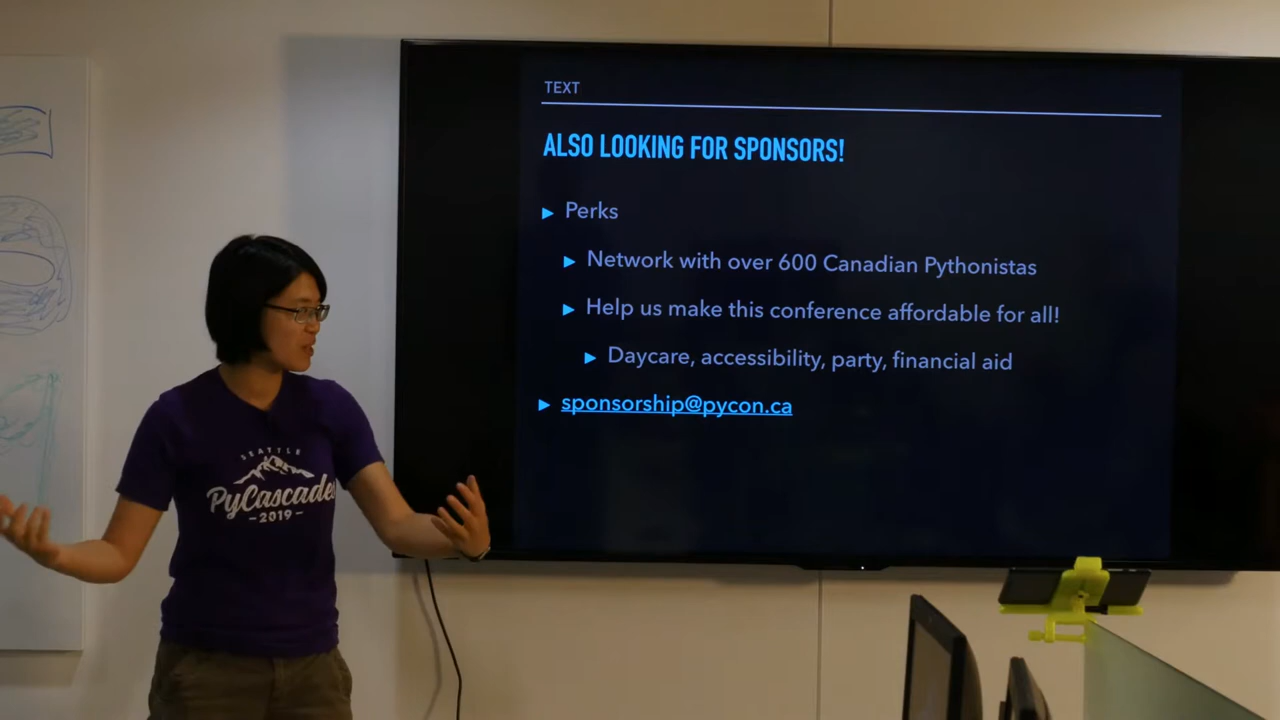 TEXT
ALSO LOOKING FOR SPONSORS!
▶ Perks
▶ Network with over 600 Canadian Pythonistas
▶ Help us make this conference affordable for all!
▶ Daycare, accessibility, party, financial aid
▶ sponsorship@pycon.ca
SEATTLE
PyCascades
-2019-